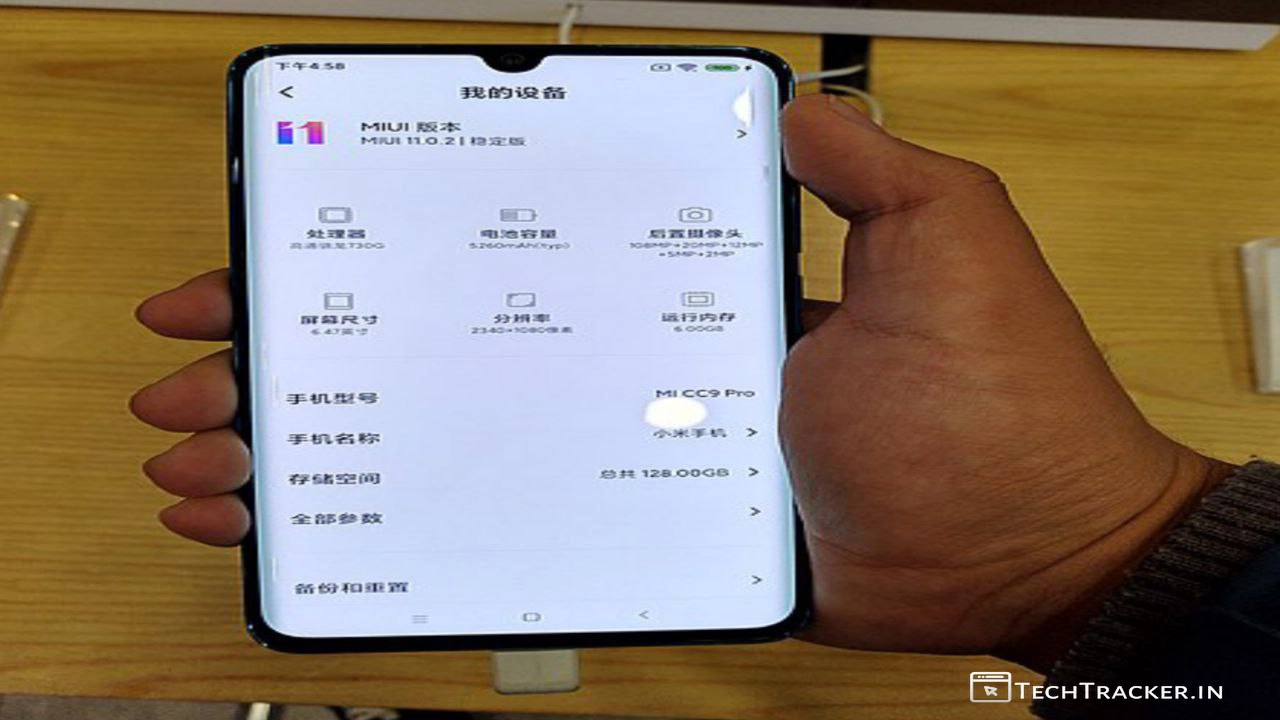 下午4:58
我的设备
11
MIUI 版本
MIUI 11.0.2 | 稳定版
处理器
高通骁龙730G
电池容量
5260mAh(typ)
后置摄像头
108MP+20MP+12MP
+5MP+2MP
屏幕尺寸
6.47英寸
分辨率
2340×1080像素
运行内存
6.00GB
手机型号 MI CC9 Pro
手机名称 小米手机
存储空间 总共 128.00GB
全部参数
备份和重置
TECHTRACKER.IN